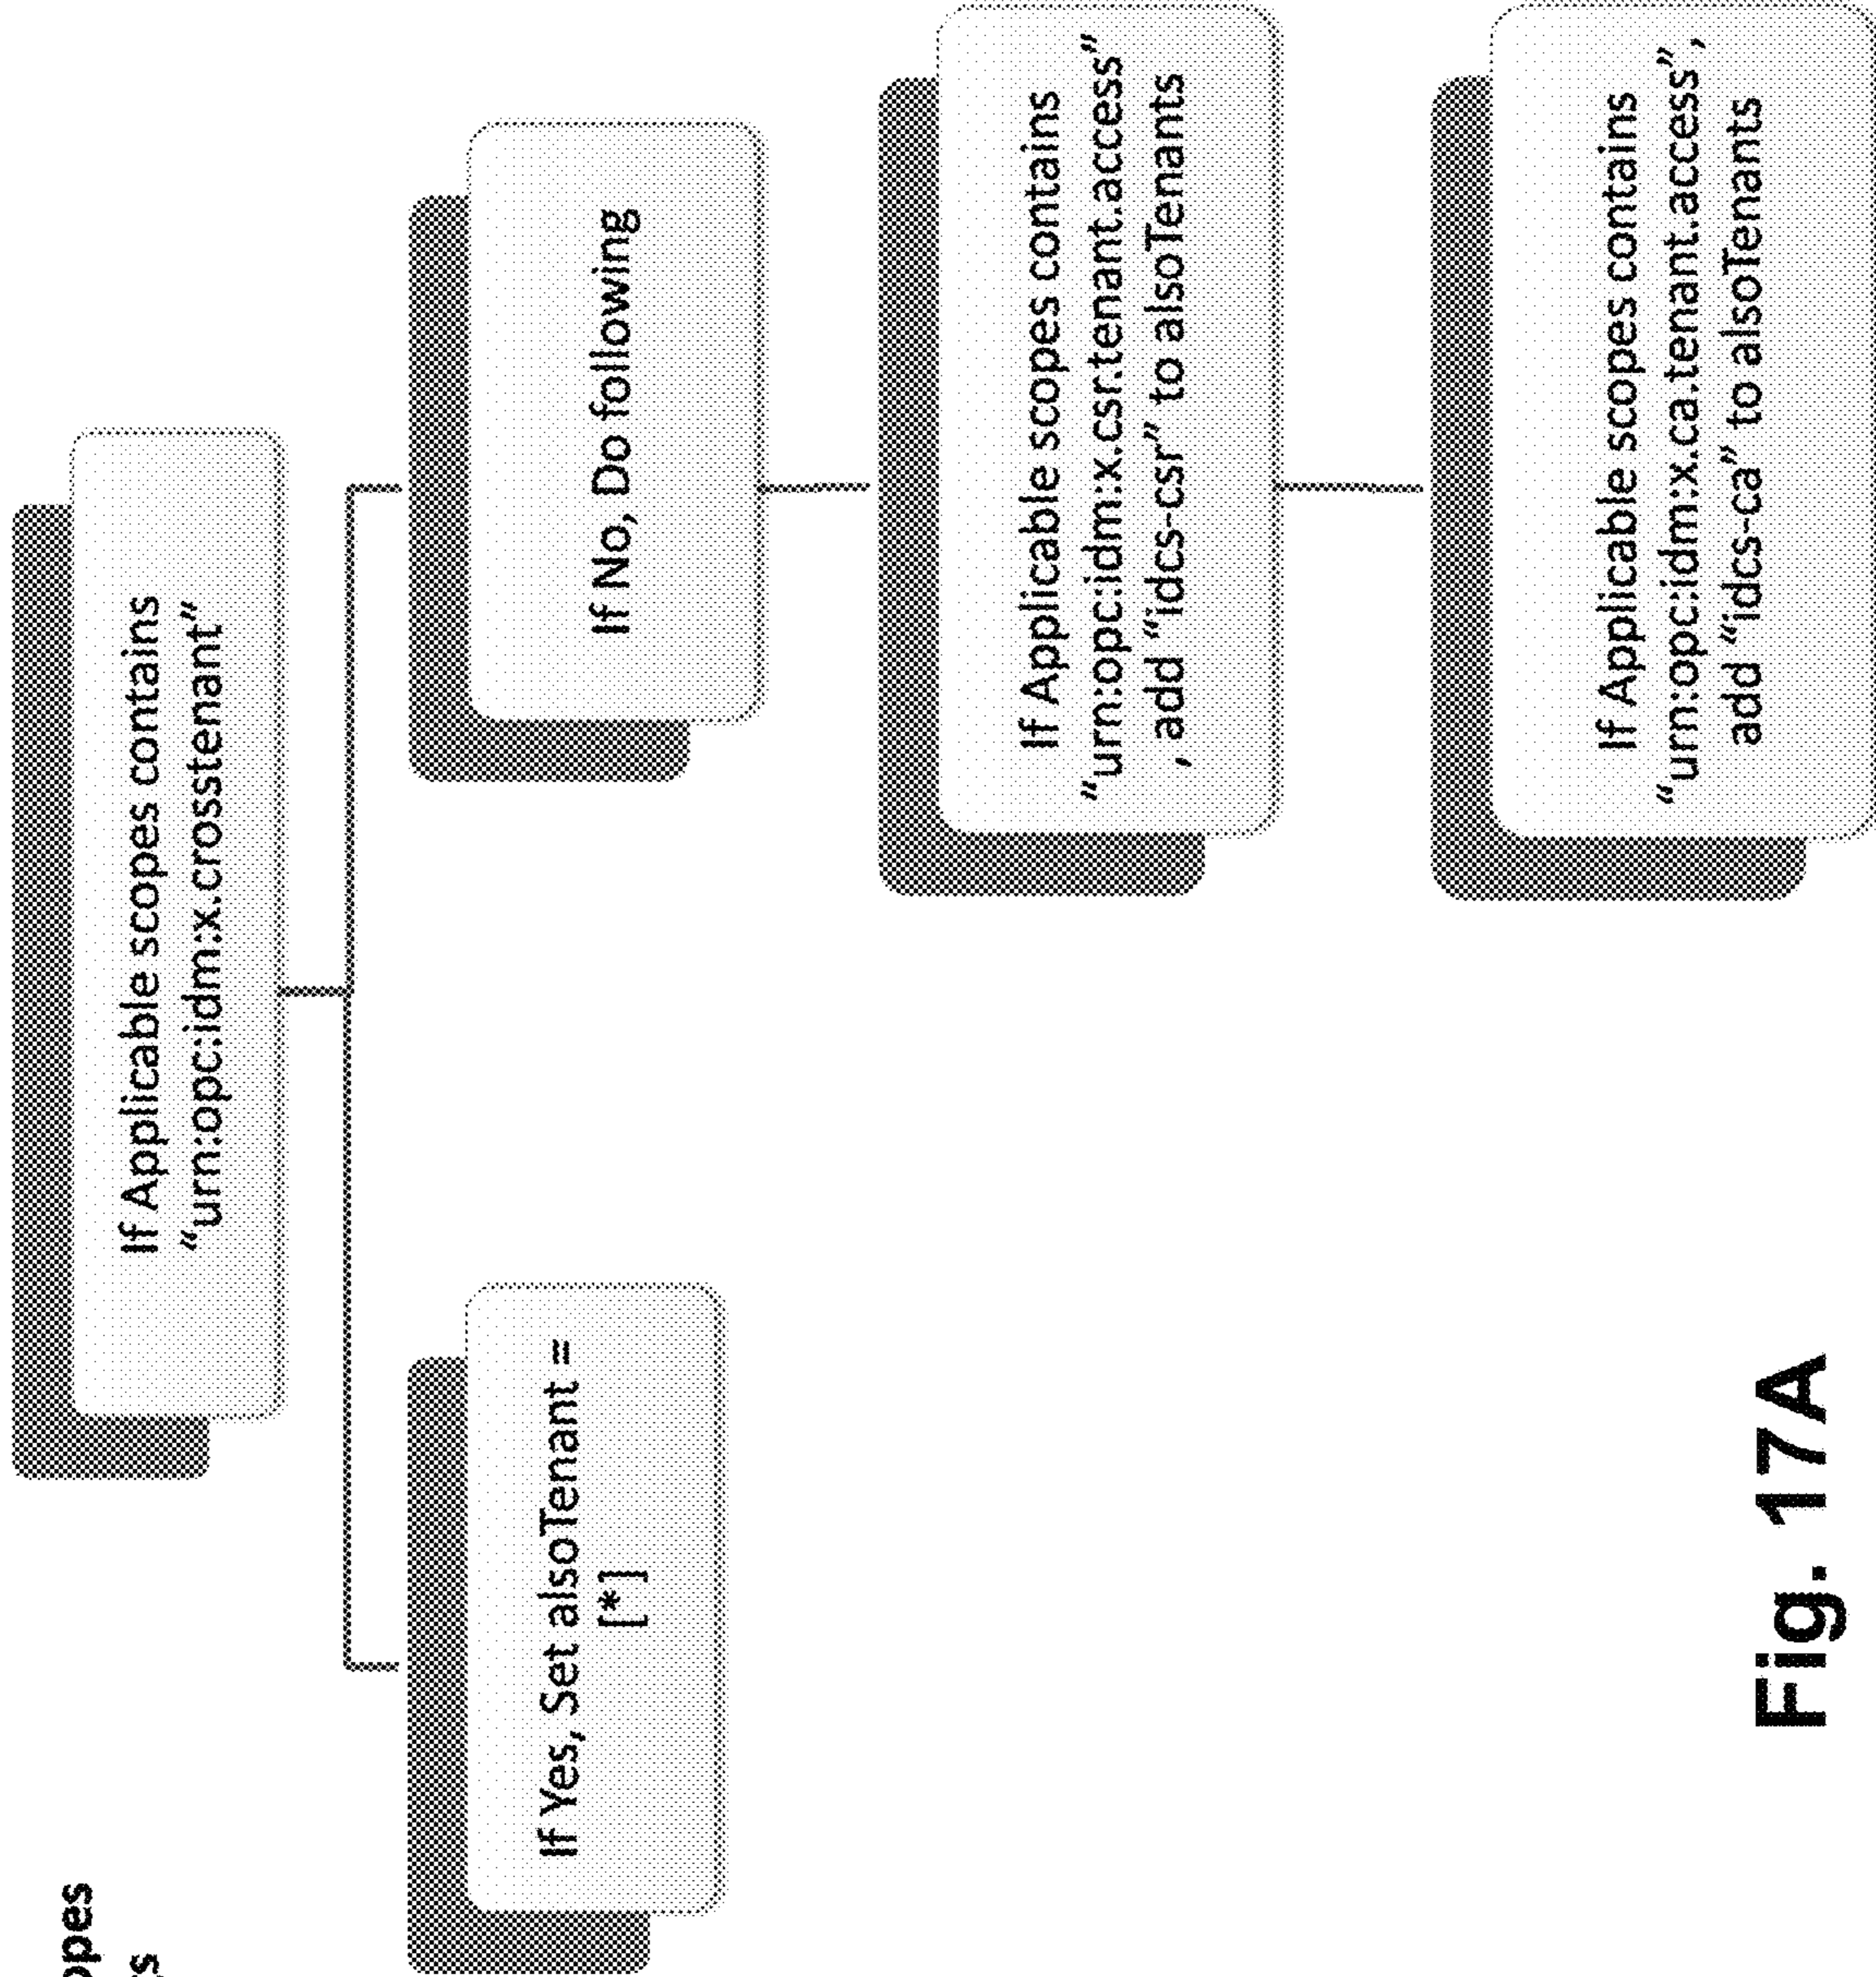 If Applicable scopes contains
“urn:opc:idm:x.crosstenant”
If Yes, Set alsoTenant =
[*]
If No, Do following
If Applicable scopes contains
“urn:opc:idm:x.csr.tenant.access”
, add “idcs-csr” to alsoTenants
If Applicable scopes contains
“urn:opc:idm:x.ca.tenant.access”,
add “idcs-ca” to alsoTenants
Fig. 17A